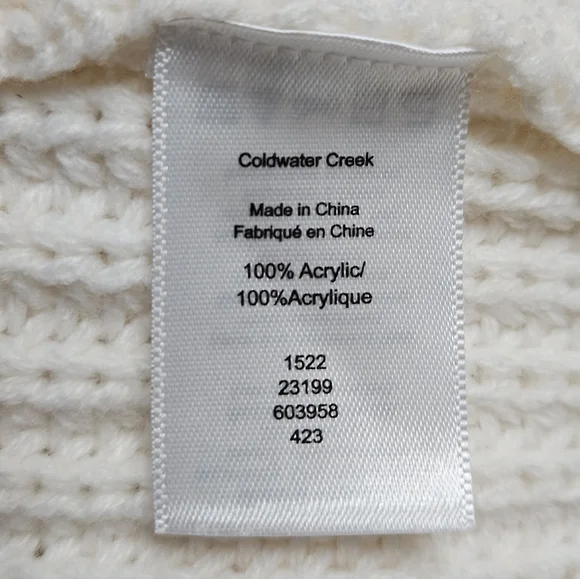 Coldwater Creek
Made in China
Fabriqué en Chine
100% Acrylic/
100%Acrylique
1522
23199
603958
423